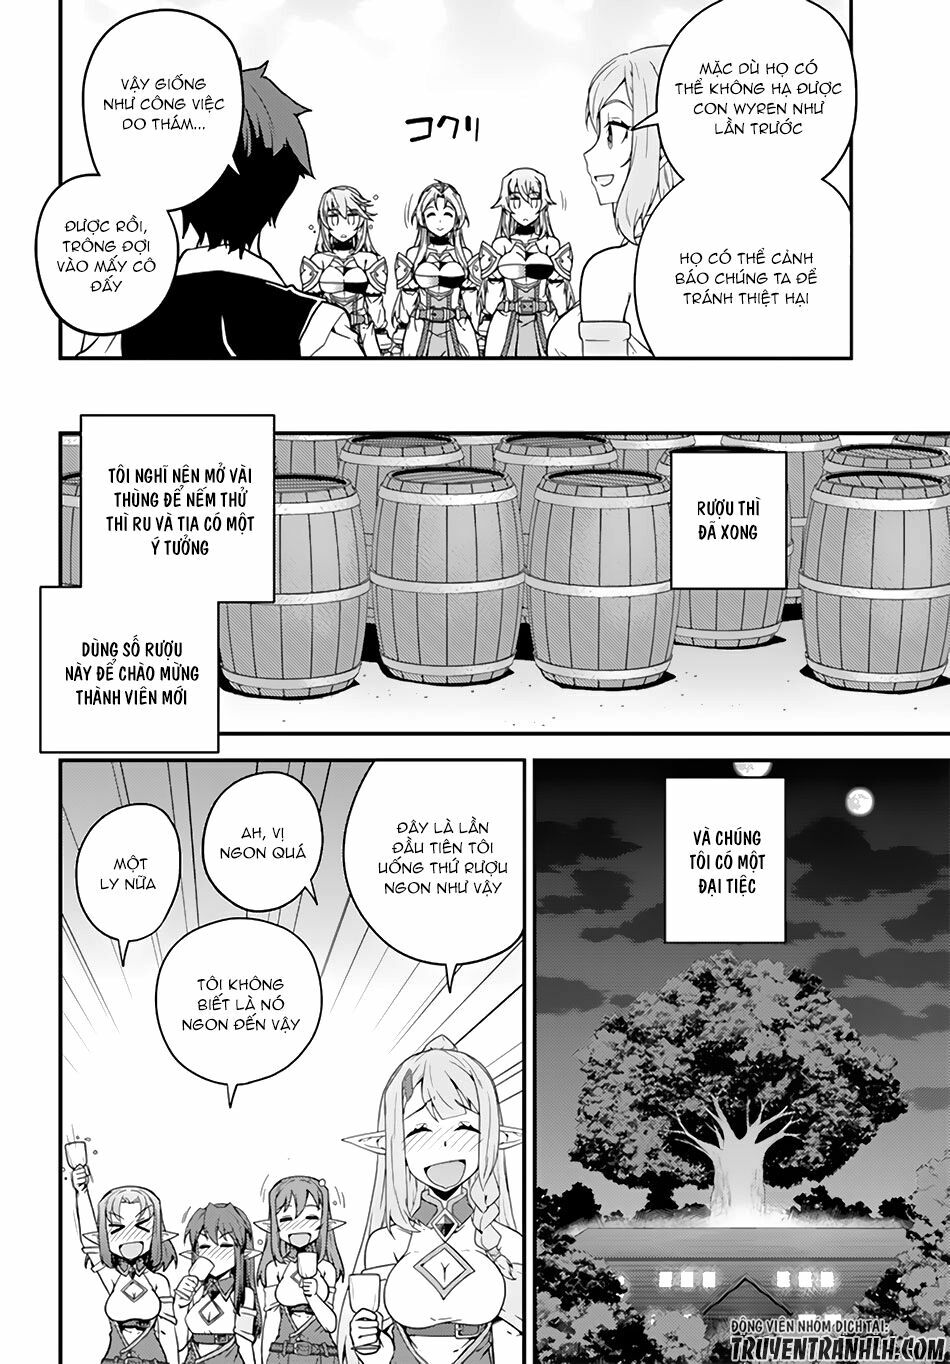 MẶC DÙ HỌ CÓ
THỂ KHÔNG HẠ ĐƯỢC
CON WYREN NHƯ
LẦN TRƯỚC
HỌ CÓ THỂ CẢNH
BÁO CHÚNG TA ĐỂ
TRÁNH THIỆT HẠI
コクリ
VẬY GIỐNG
NHƯ CÔNG VIỆC
DO THÁM...
ĐƯỢC RỒI,
TRÔNG ĐỢI
VÀO MẤY CÔ
ĐẤY
RƯỢU THÌ
ĐÃ XONG
TÔI NGHĨ NÊN MỞ VÀI
THÙNG ĐỂ NẾM THỬ
THÌ RU VÀ TIA CÓ MỘT
Ý TƯỞNG
DÙNG SỐ RƯỢU
NÀY ĐỂ CHÀO MỪNG
THÀNH VIÊN MỚI
VÀ CHÚNG
TÔI CÓ MỘT
ĐẠI TIỆC
ĐÂY LÀ LẦN
ĐẦU TIÊN TÔI
UỐNG THỨ RƯỢU
NGON NHƯ VẬY
AH, VỊ
NGON QUÁ
MỘT
LY NỮA
TÔI KHÔNG
BIẾT LÀ NÓ
NGON ĐẾN VẬY
ĐỘNG VIÊN NHÓM DỊCH TẠI:
TRUYENTRANHLH.COM